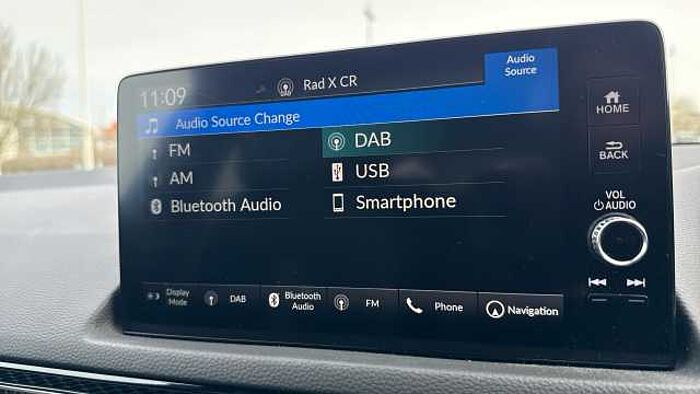 11:09
Rad X CR
Audio
Source
Audio Source Change
FM
DAB
AM
USB
Bluetooth Audio
Smartphone
HOME
BACK
VOL
AUDIO
Display
Mode
DAB
Bluetooth
Audio
FM
Phone
Navigation